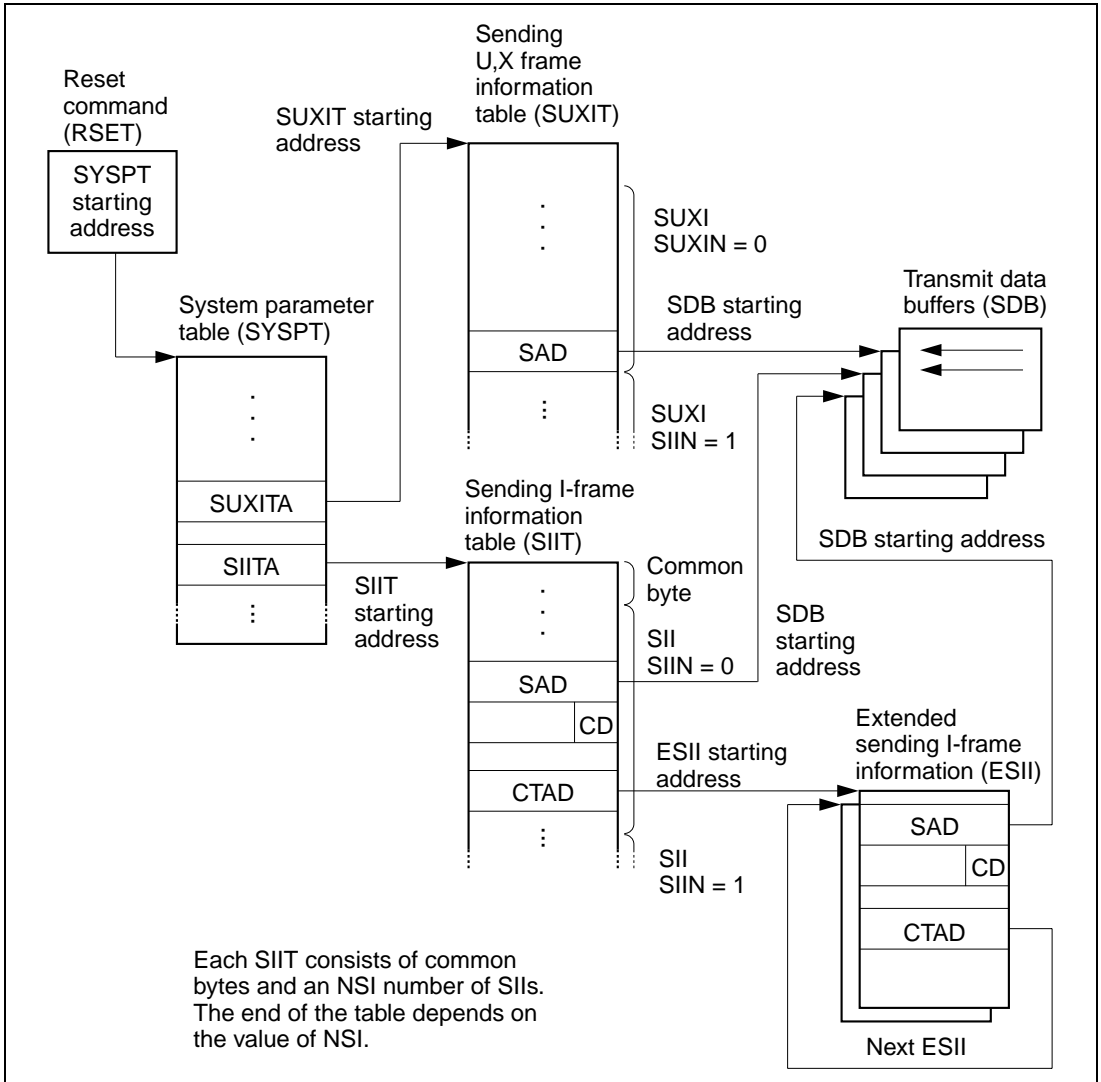 Reset
command
(RSET)
SYSPT
starting
address
System parameter
table (SYSPT)
SUXITA
SIITA
SUXIT starting
address
Sending
U,X frame
information
table (SUXIT)
SAD
SUXI
SUXIN = 0
SUXI
SIIN = 1
SDB starting
address
Transmit data
buffers (SDB)
SIIT
starting
address
Sending I-frame
information
table (SIIT)
Common
byte
SII
SIIN = 0
SAD
CD
CTAD
SII
SIIN = 1
SDB
starting
address
SDB starting address
ESII starting
address
Extended
sending I-frame
information (ESII)
SAD
CD
CTAD
Next ESII
Each SIIT consists of common
bytes and an NSI number of SIIs.
The end of the table depends on
the value of NSI.